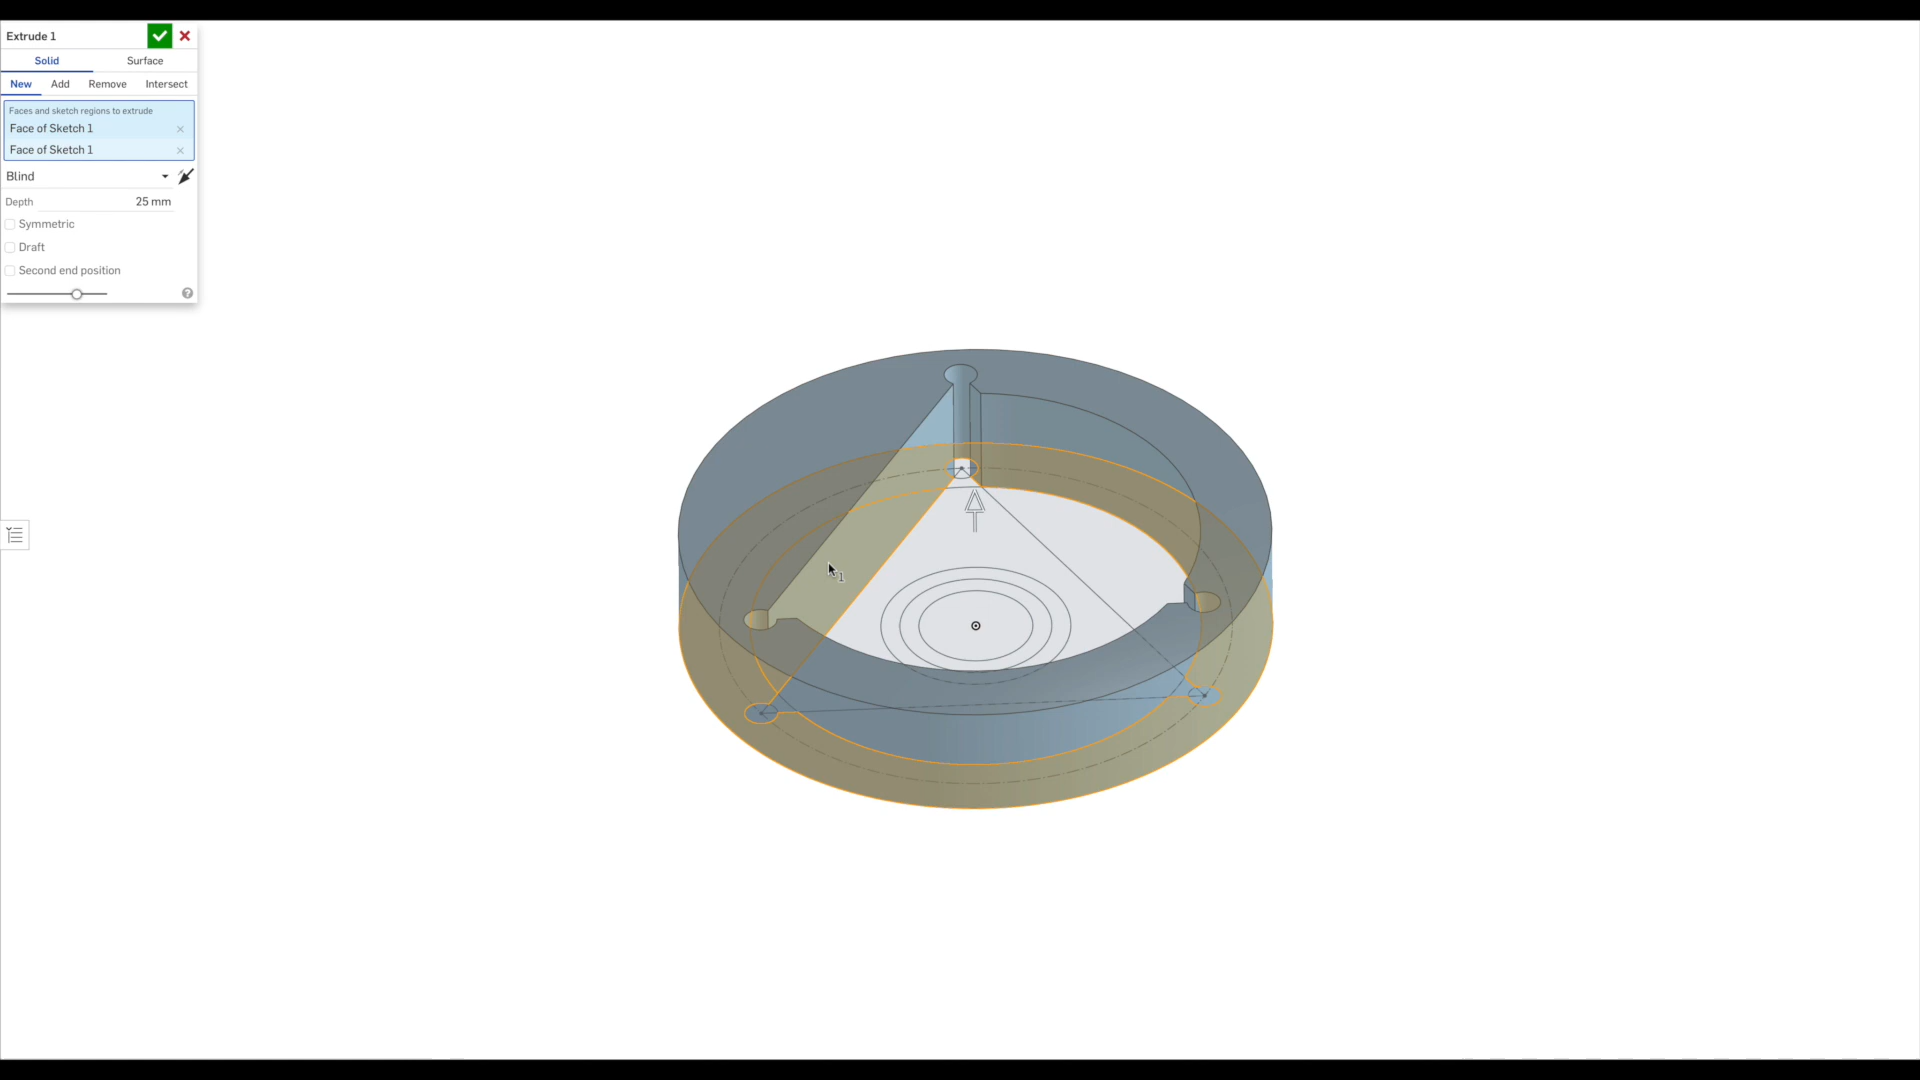 Extrude 1
Solid Surface
New Add Remove Intersect
Faces and sketch regions to extrude
Face of Sketch 1
Face of Sketch 1
Blind
Depth 25 mm
Symmetric
Draft
Second end position
1